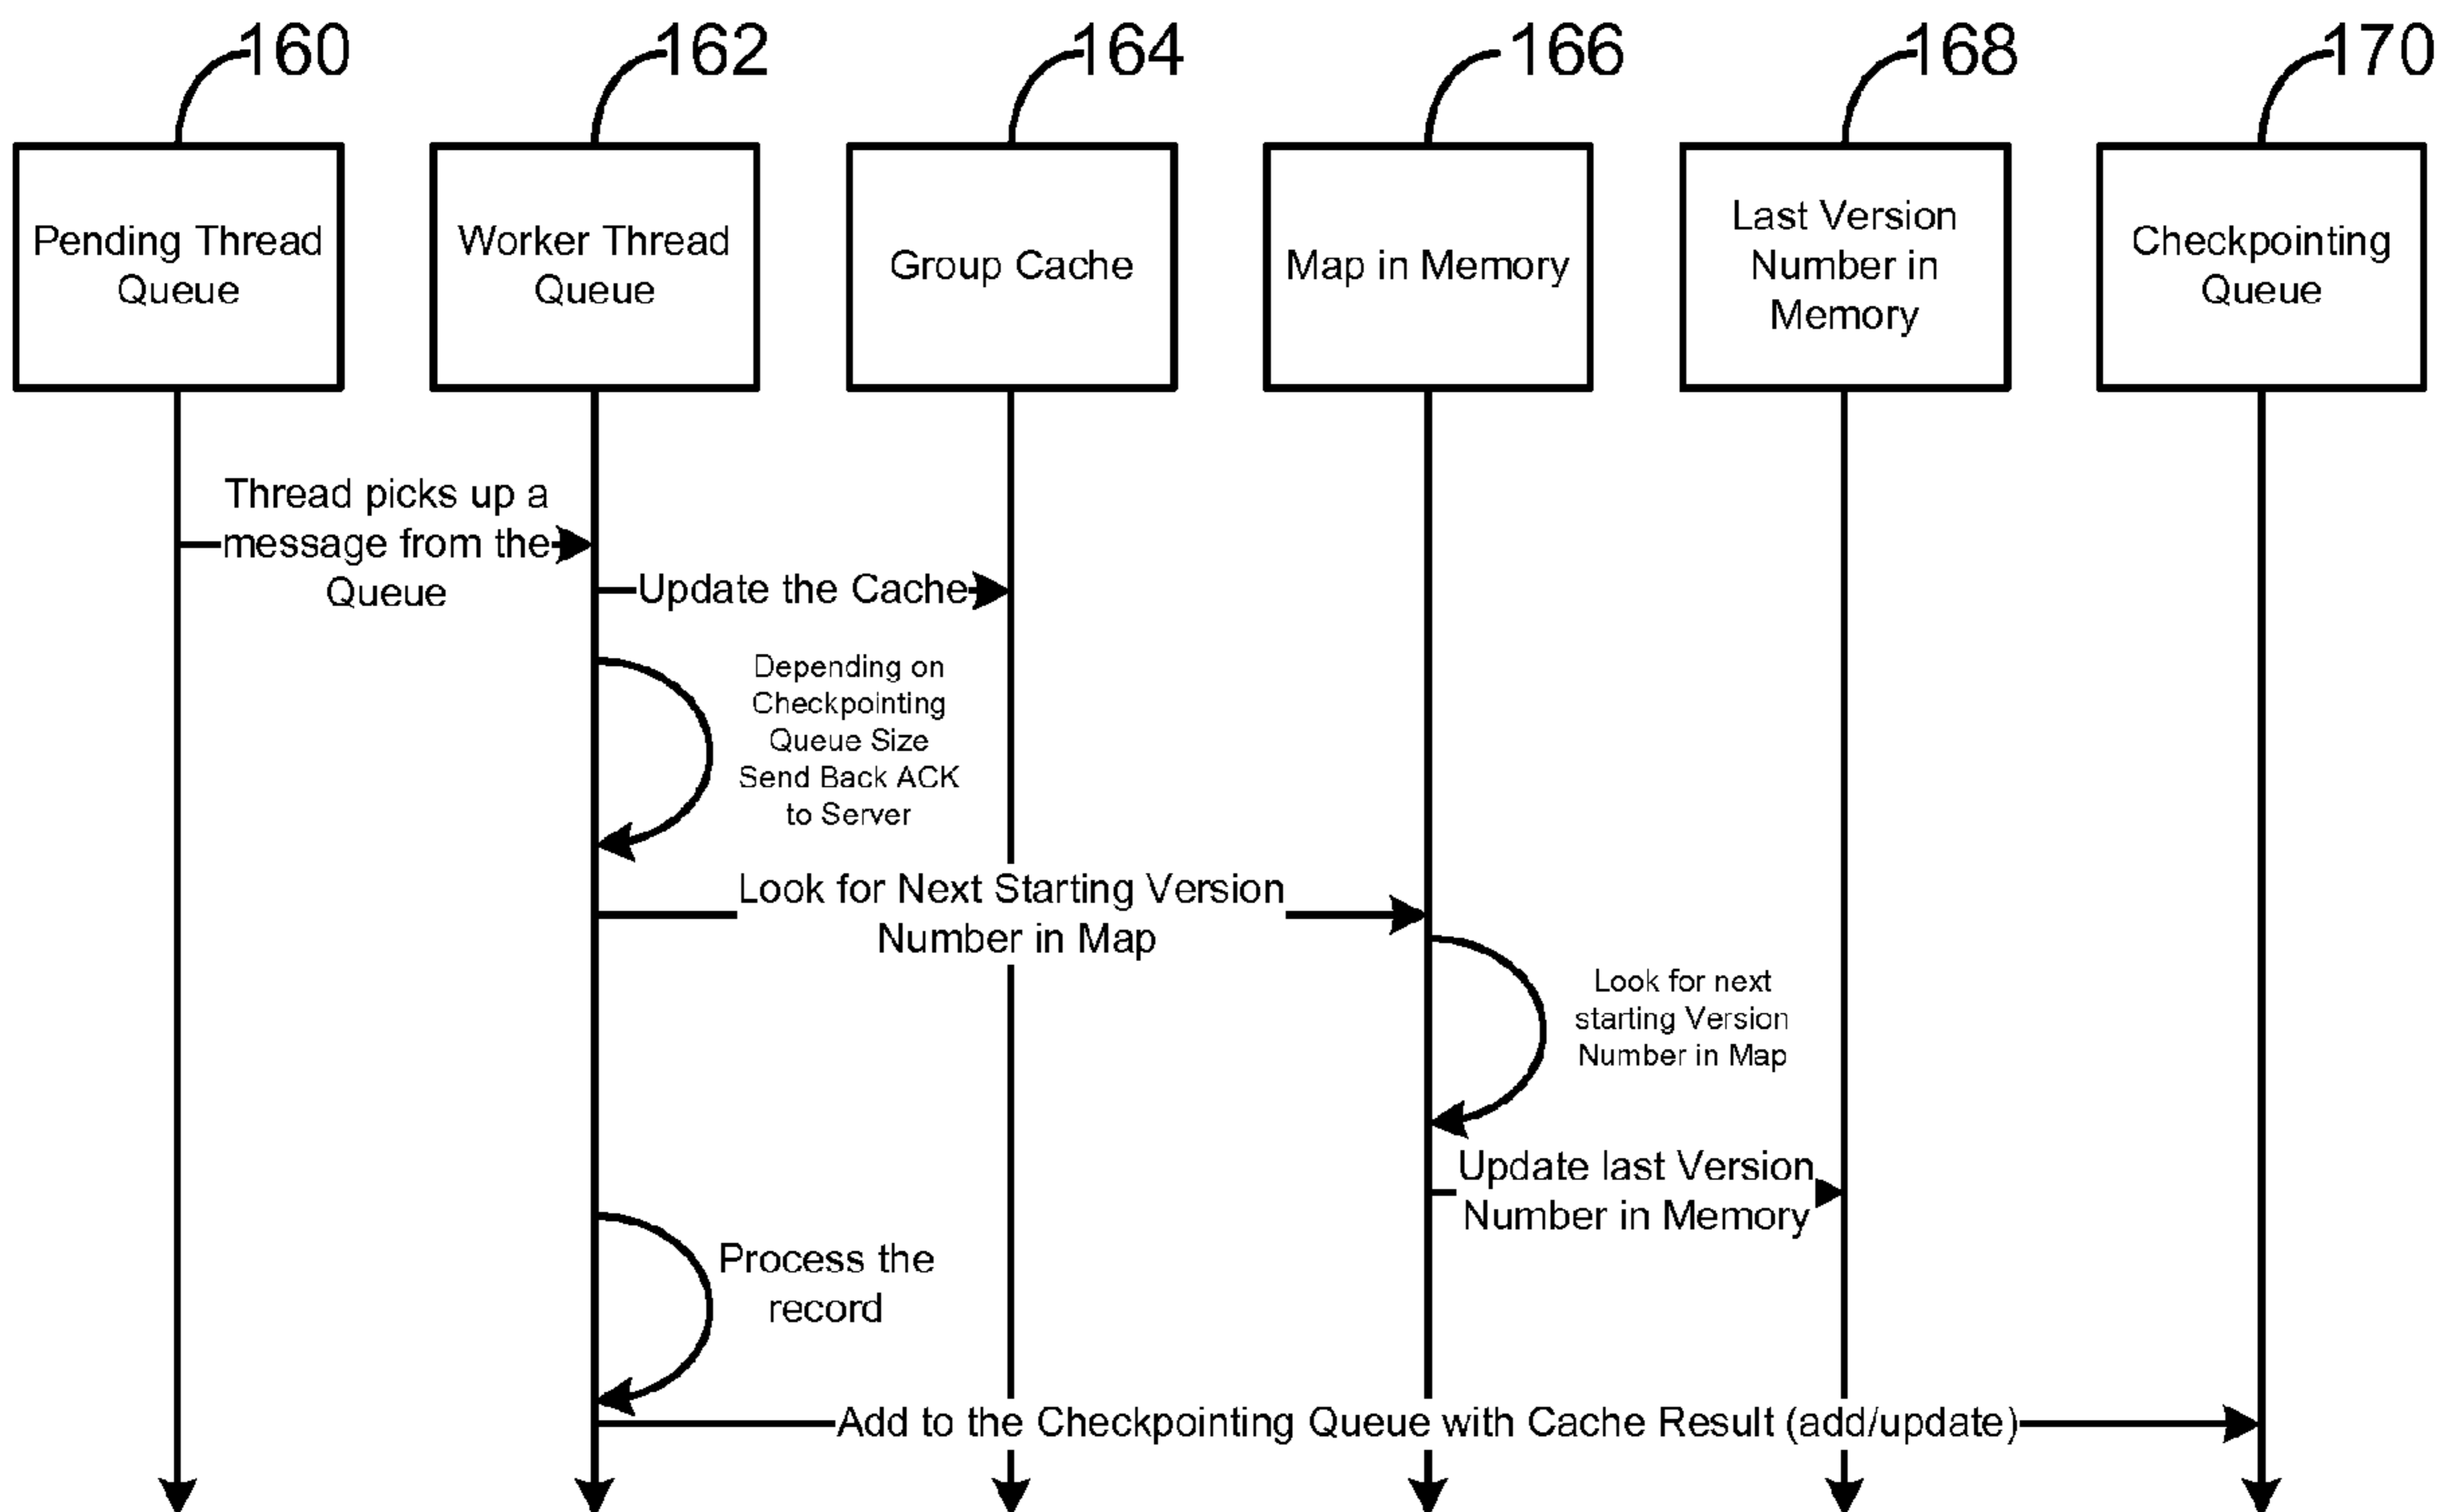 160
162
164
166
168
170
Pending Thread
Queue
Worker Thread
Queue
Group Cache
Map in Memory
Last Version
Number in
Memory
Checkpointing
Queue
Thread picks up a
message from the
Queue
Update the Cache
Depending on
Checkpointing
Queue Size
Send Back ACK
to Server
Look for Next Starting Version
Number in Map
Look for next
starting Version
Number in Map
Update last Version
Number in Memory
Process the
record
Add to the Checkpointing Queue with Cache Result (add/update)